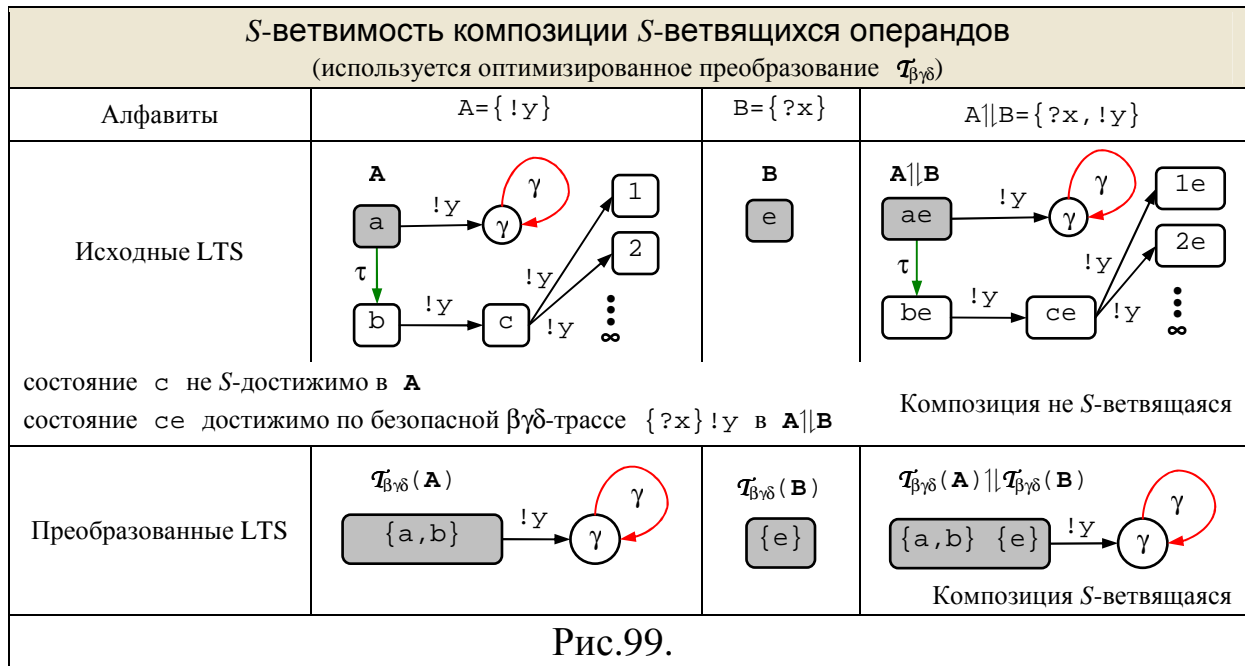 S-ветвимость композиции S-ветвящихся операндов
(используется оптимизированное преобразование 𝓣βγδ)
Алфавиты
A={!y}
B={?x}
A⥮B={?x,!y}
Исходные LTS
A
a
!y
γ
γ
1
2
τ
b
!y
c
!y
!y
∞
B
e
A⥮B
ae
!y
γ
γ
1e
2e
τ
be
!y
ce
!y
!y
∞
состояние c не S-достижимо в A
состояние ce достижимо по безопасной βγδ-трассе {?x}!y в A⥮B
Композиция не S-ветвящаяся
Преобразованные LTS
𝓣βγδ(A)
{a,b}
!y
γ
γ
𝓣βγδ(B)
{e}
𝓣βγδ(A)⥮𝓣βγδ(B)
{a,b} {e}
!y
γ
γ
Композиция S-ветвящаяся
Рис.99.